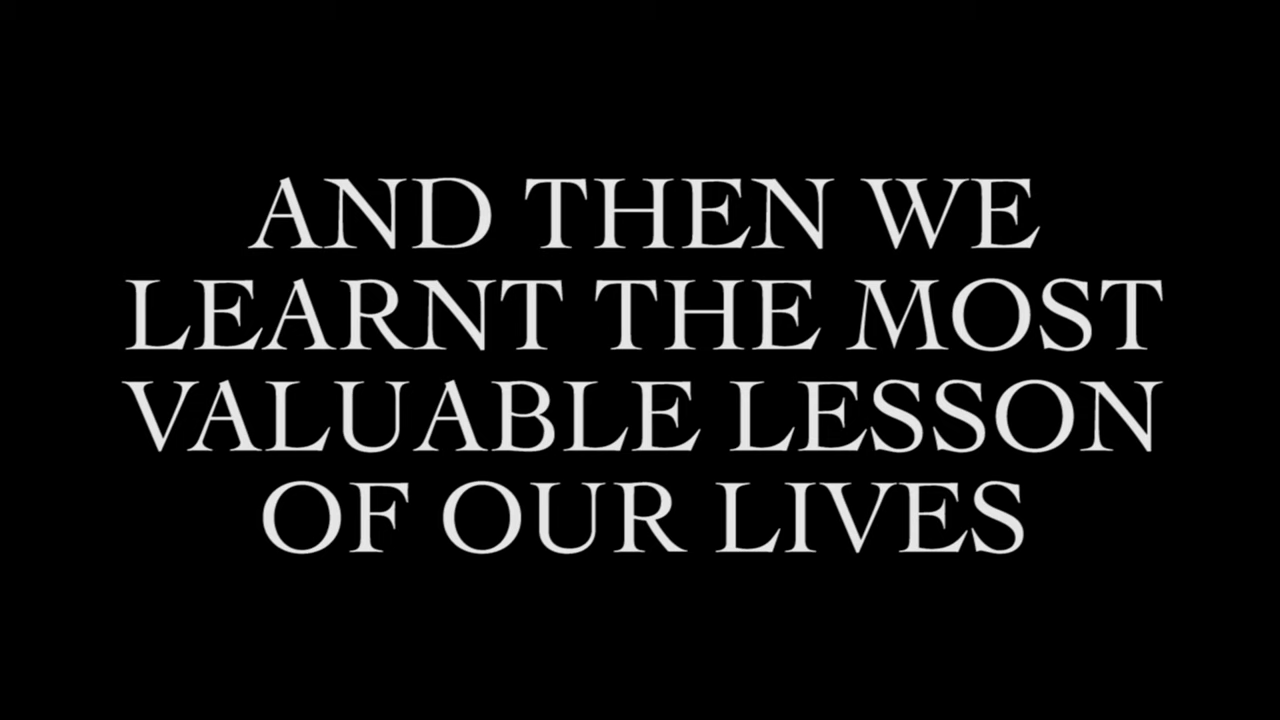 AND THEN WE
LEARNT THE MOST
VALUABLE LESSON
OF OUR LIVES